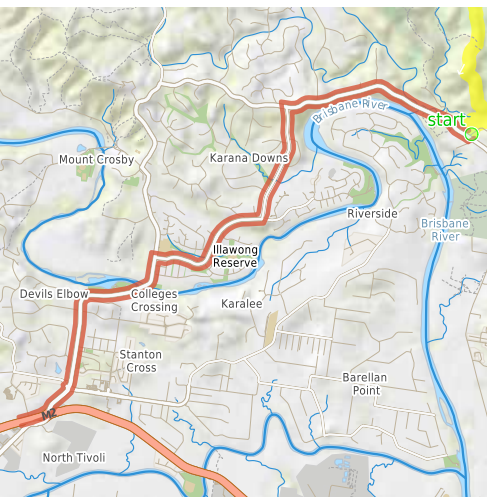 Brisbane River
start
Mount Crosby
Karana Downs
Riverside
Brisbane
River
Illawong
Reserve
Devils Elbow
Colleges
Crossing
Karalee
Stanton
Cross
Barellan
Point
M2
North Tivoli